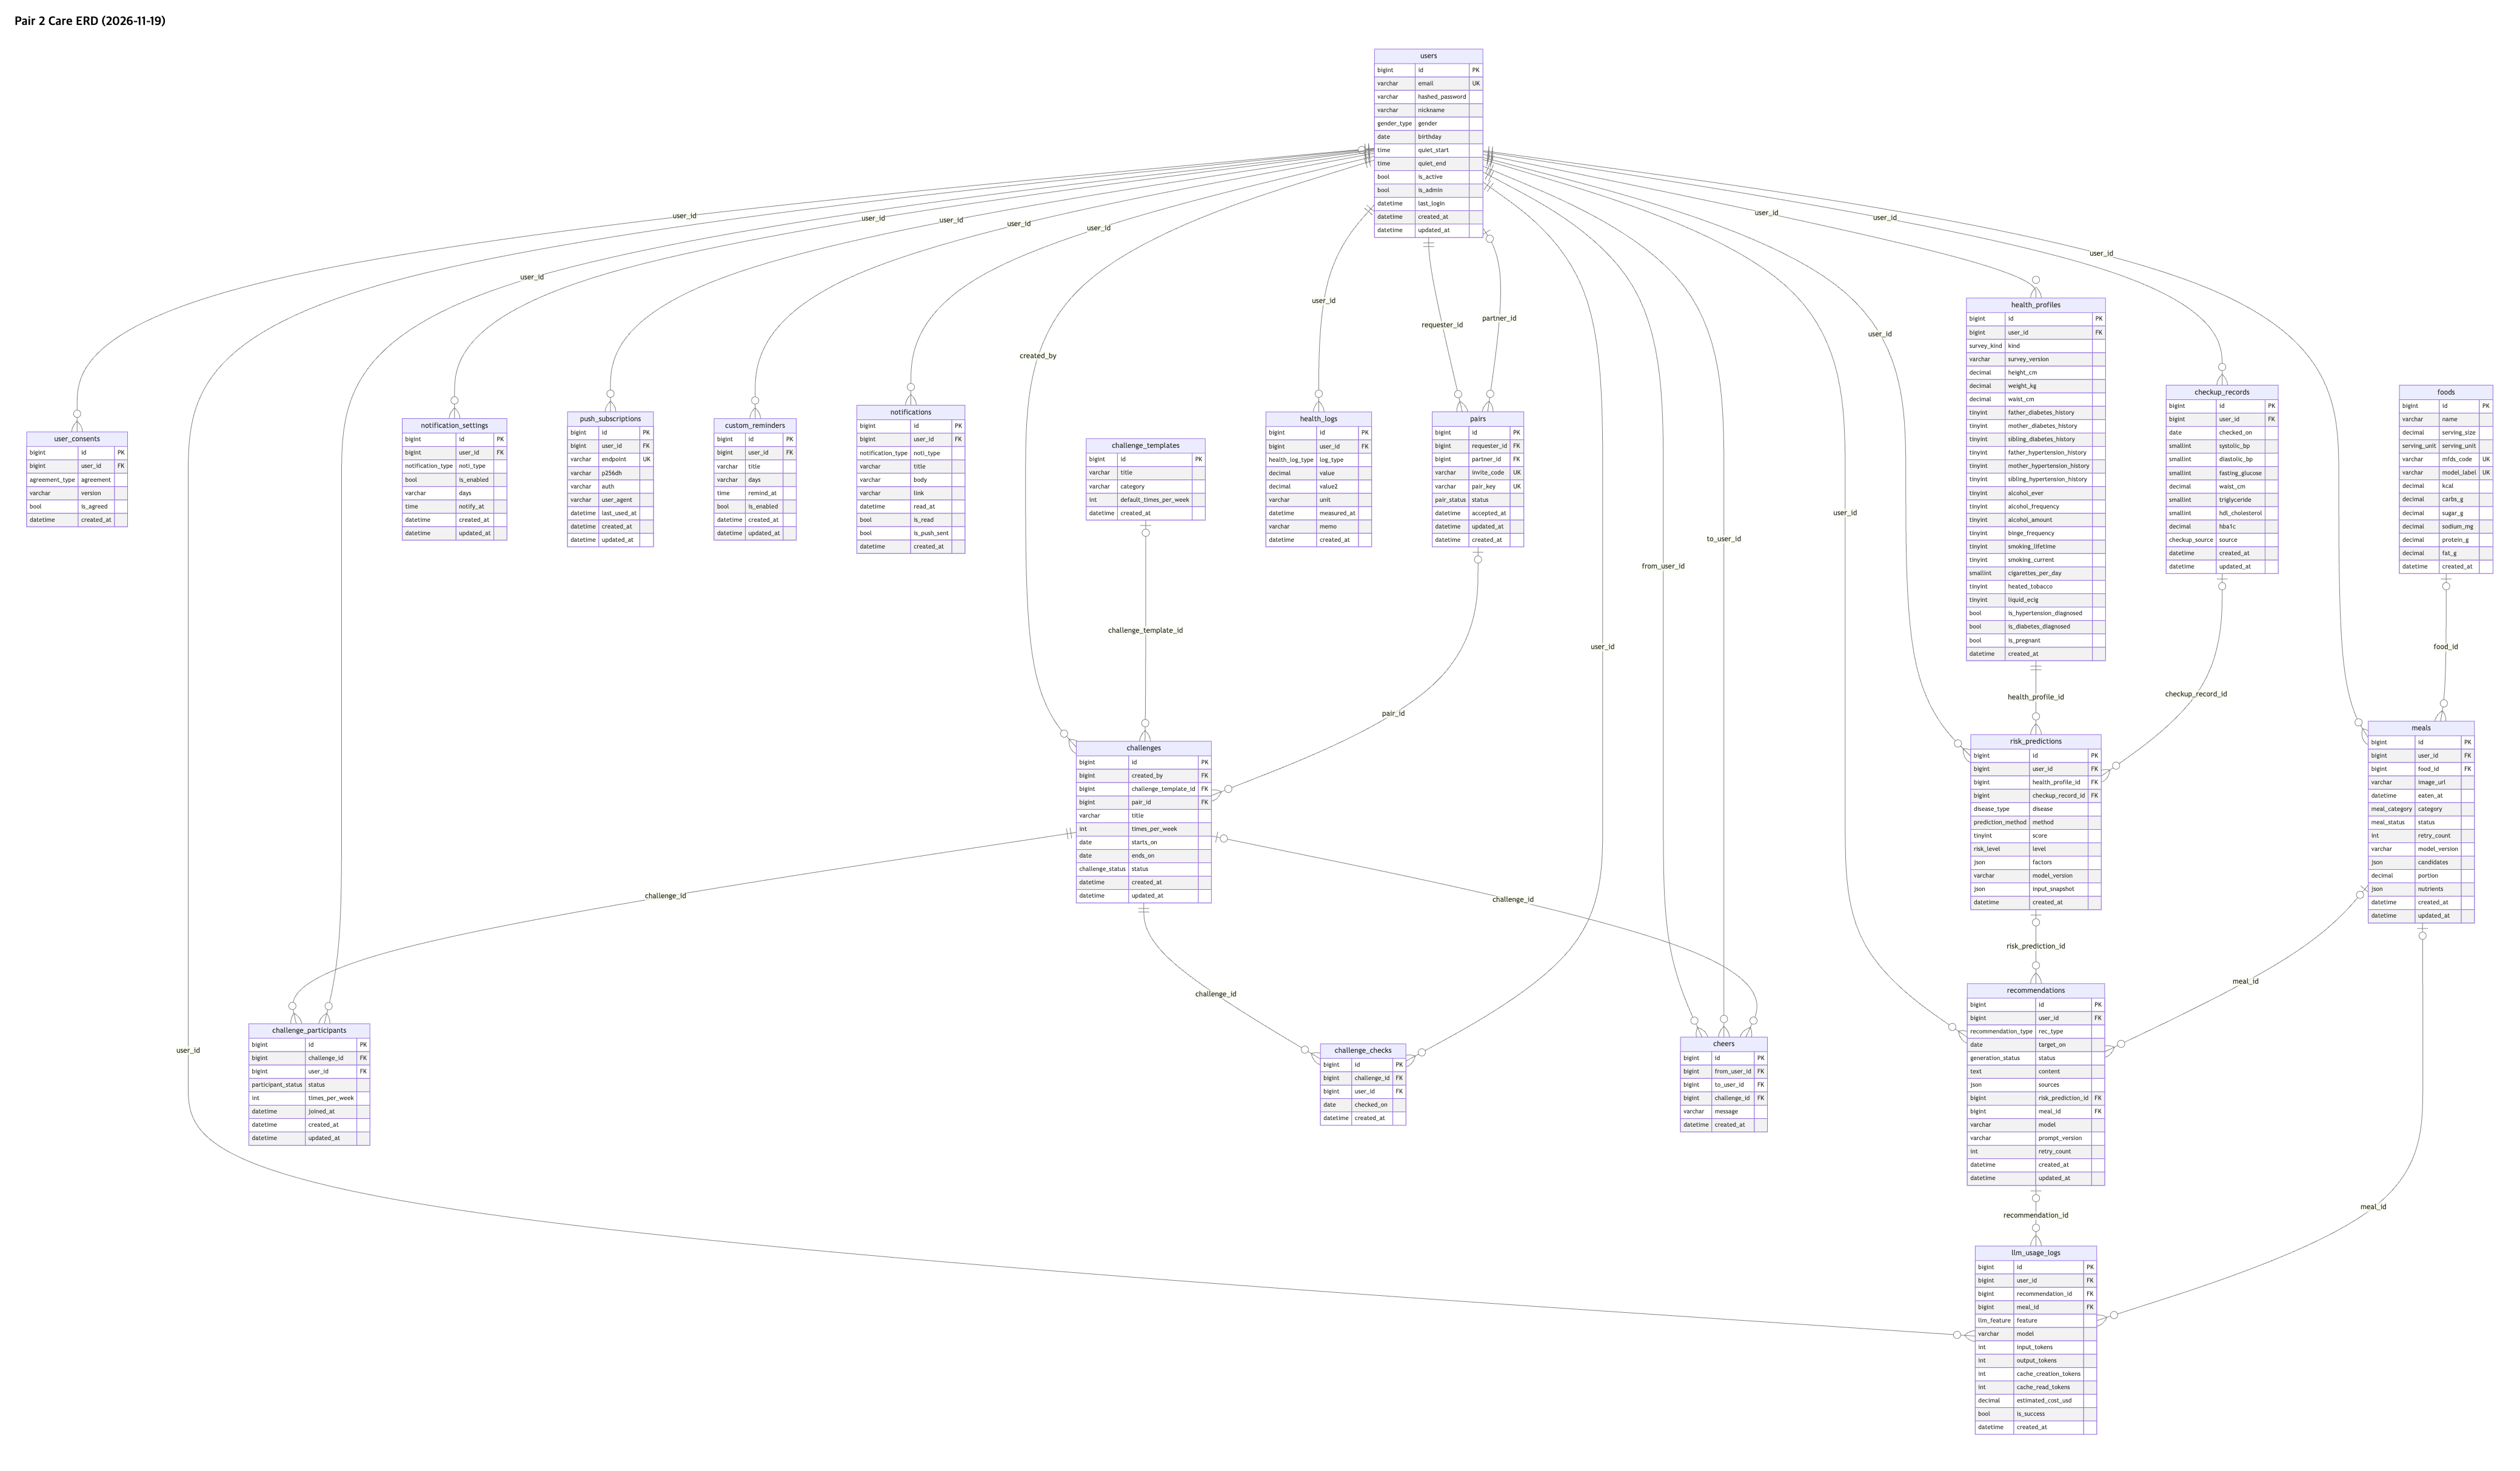 Pair 2 Care ERD (2026-11-19)
users
bigint id PK
varchar email UK
varchar hashed_password
varchar nickname
gender_type gender
date birthday
time quiet_start
time quiet_end
bool is_active
bool is_admin
datetime last_login
datetime created_at
datetime updated_at
user_id
user_id
user_id
user_id
user_id
user_id
user_id
user_id
user_id
user_id
created_by
user_id
requester_id
partner_id
user_id
user_id
user_consents
bigint id PK
bigint user_id FK
agreement_type agreement
varchar version
bool is_agreed
datetime created_at
notification_settings
bigint id PK
bigint user_id FK
notification_type noti_type
bool is_enabled
varchar days
time notify_at
datetime created_at
datetime updated_at
push_subscriptions
bigint id PK
bigint user_id FK
varchar endpoint UK
varchar p256dh
varchar auth
varchar user_agent
datetime last_used_at
datetime created_at
datetime updated_at
custom_reminders
bigint id PK
bigint user_id FK
varchar title
varchar days
time remind_at
bool is_enabled
datetime created_at
datetime updated_at
notifications
bigint id PK
bigint user_id FK
notification_type noti_type
varchar title
varchar body
varchar link
datetime read_at
bool is_read
bool is_push_sent
datetime created_at
challenge_templates
bigint id PK
varchar title
varchar category
int default_times_per_week
datetime created_at
health_logs
bigint id PK
bigint user_id FK
health_log_type log_type
decimal value
decimal value2
varchar unit
datetime measured_at
varchar memo
datetime created_at
pairs
bigint id PK
bigint requester_id FK
bigint partner_id FK
varchar invite_code UK
varchar pair_key UK
pair_status status
datetime accepted_at
datetime updated_at
datetime created_at
health_profiles
bigint id PK
bigint user_id FK
survey_kind kind
varchar survey_version
decimal height_cm
decimal weight_kg
decimal waist_cm
tinyint father_diabetes_history
tinyint mother_diabetes_history
tinyint sibling_diabetes_history
tinyint father_hypertension_history
tinyint mother_hypertension_history
tinyint sibling_hypertension_history
tinyint alcohol_ever
tinyint alcohol_frequency
tinyint alcohol_amount
tinyint binge_frequency
tinyint smoking_lifetime
tinyint smoking_current
smallint cigarettes_per_day
tinyint heated_tobacco
tinyint liquid_ecig
bool is_hypertension_diagnosed
bool is_diabetes_diagnosed
bool is_pregnant
datetime created_at
checkup_records
bigint id PK
bigint user_id FK
date checked_on
smallint systolic_bp
smallint diastolic_bp
smallint fasting_glucose
decimal waist_cm
smallint triglyceride
smallint hdl_cholesterol
decimal hba1c
checkup_source source
datetime created_at
datetime updated_at
foods
bigint id PK
varchar name
decimal serving_size
serving_unit serving_unit
varchar mfds_code UK
varchar model_label UK
decimal kcal
decimal carbs_g
decimal sugar_g
decimal sodium_mg
decimal protein_g
decimal fat_g
datetime created_at
to_user_id
from_user_id
challenge_template_id
user_id
food_id
pair_id
health_profile_id
checkup_record_id
challenges
bigint id PK
bigint created_by FK
bigint challenge_template_id FK
bigint pair_id FK
varchar title
int times_per_week
date starts_on
date ends_on
challenge_status status
datetime created_at
datetime updated_at
risk_predictions
bigint id PK
bigint user_id FK
bigint health_profile_id FK
bigint checkup_record_id FK
disease_type disease
prediction_method method
tinyint score
risk_level level
json factors
varchar model_version
json input_snapshot
datetime created_at
meals
bigint id PK
bigint user_id FK
bigint food_id FK
varchar image_url
datetime eaten_at
meal_category category
meal_status status
int retry_count
varchar model_version
json candidates
decimal portion
json nutrients
datetime created_at
datetime updated_at
challenge_id
challenge_id
risk_prediction_id
meal_id
challenge_id
user_id
challenge_participants
bigint id PK
bigint challenge_id FK
bigint user_id FK
participant_status status
int times_per_week
datetime joined_at
datetime created_at
datetime updated_at
challenge_checks
bigint id PK
bigint challenge_id FK
bigint user_id FK
date checked_on
datetime created_at
cheers
bigint id PK
bigint from_user_id FK
bigint to_user_id FK
bigint challenge_id FK
varchar message
datetime created_at
recommendations
bigint id PK
bigint user_id FK
recommendation_type rec_type
date target_on
generation_status status
text content
json sources
bigint risk_prediction_id FK
bigint meal_id FK
varchar model
varchar prompt_version
int retry_count
datetime created_at
datetime updated_at
meal_id
recommendation_id
llm_usage_logs
bigint id PK
bigint user_id FK
bigint recommendation_id FK
bigint meal_id FK
llm_feature feature
varchar model
int input_tokens
int output_tokens
int cache_creation_tokens
int cache_read_tokens
decimal estimated_cost_usd
bool is_success
datetime created_at